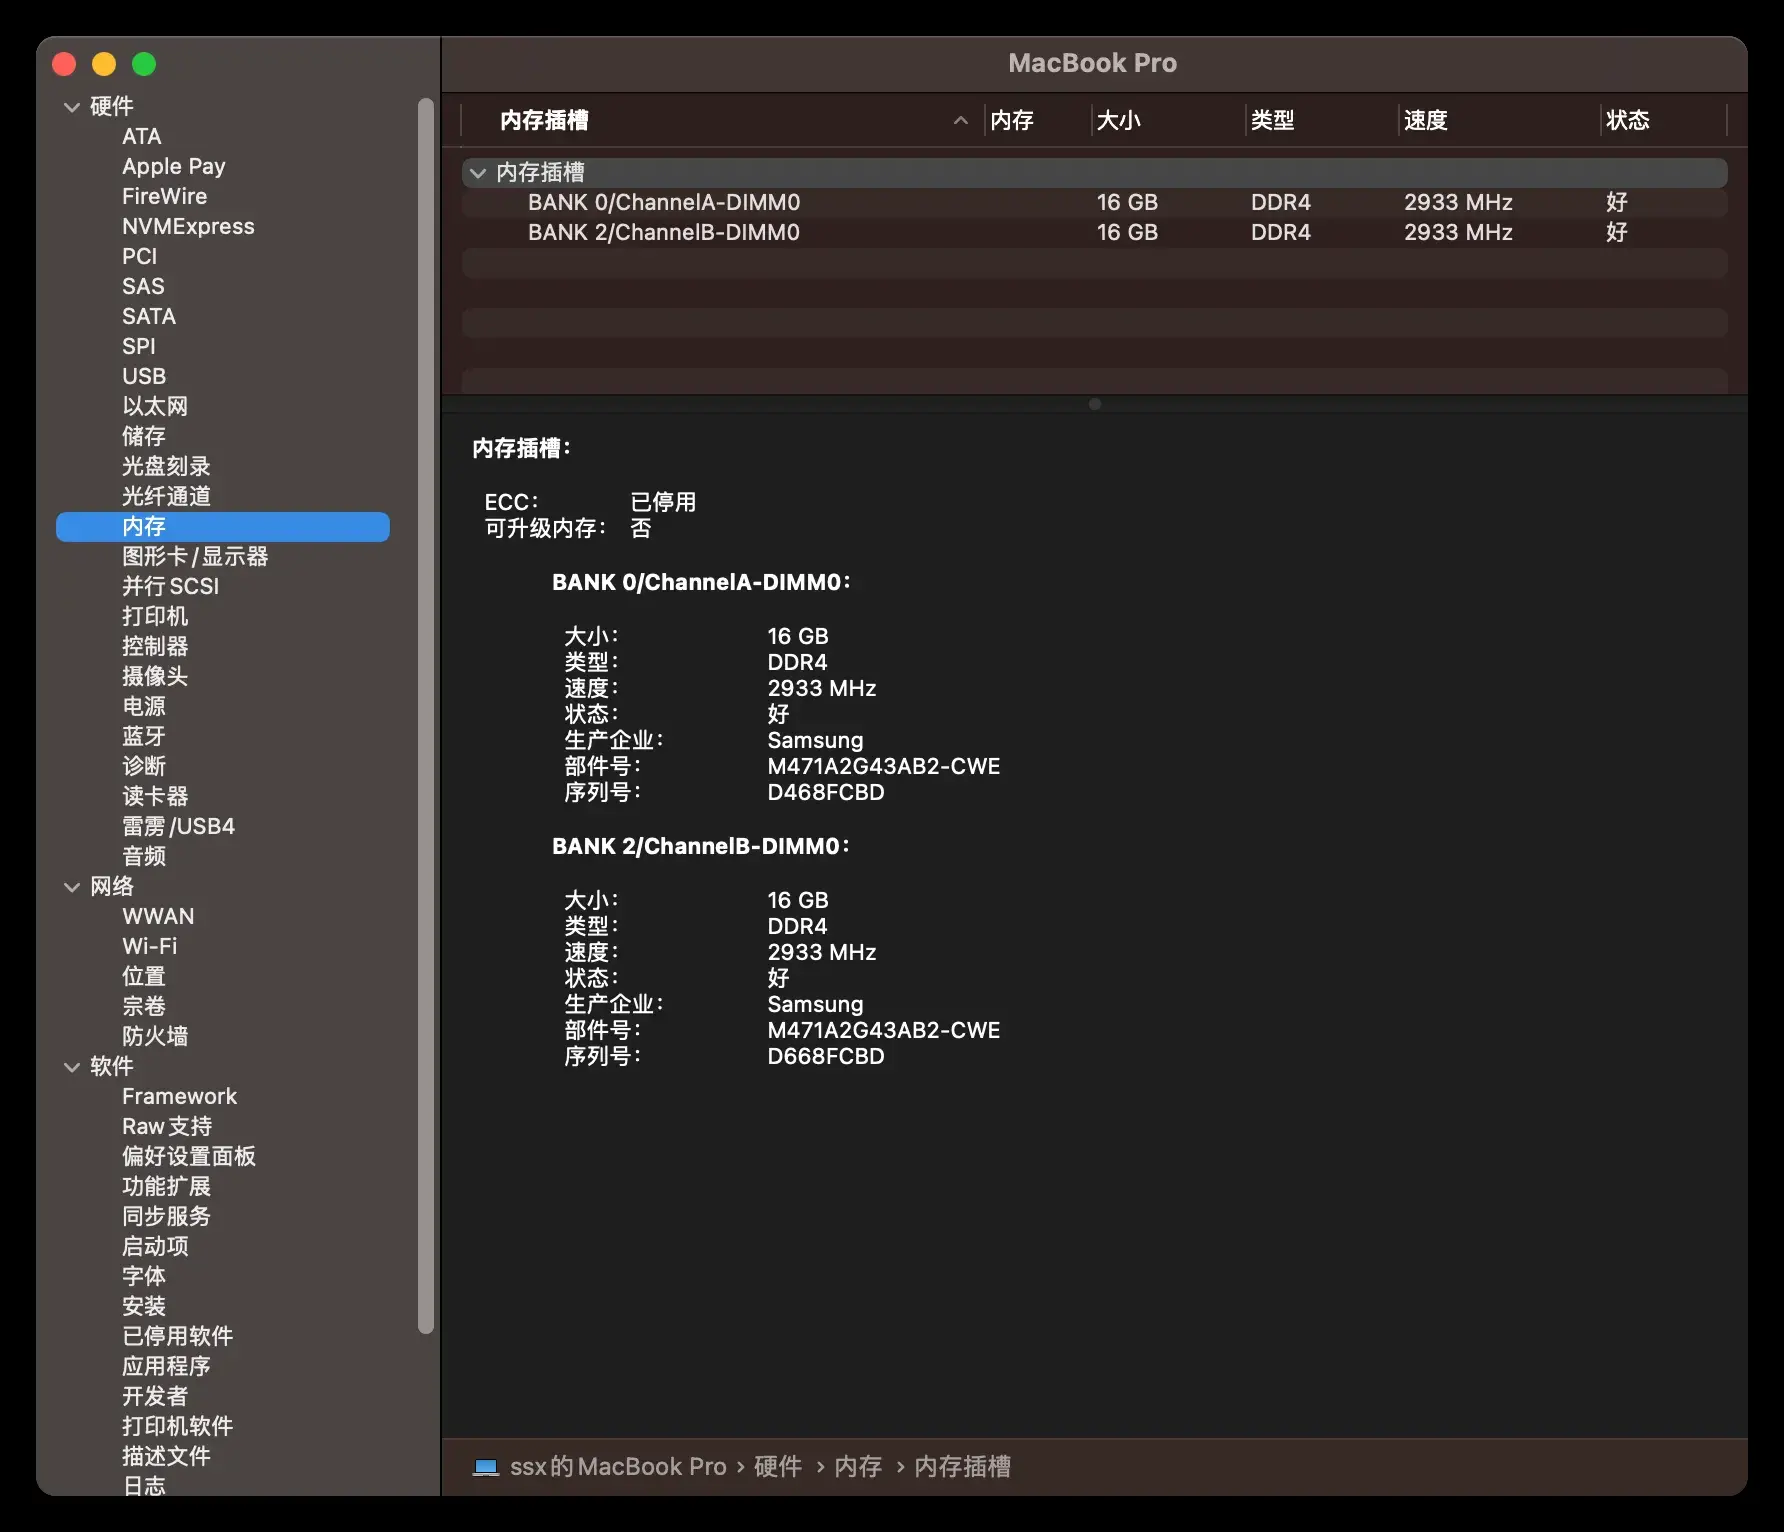 MacBook Pro
硬件
ATA
Apple Pay
FireWire
NVMExpress
PCI
SAS
SATA
SPI
USB
以太网
储存
光盘刻录
光纤通道
内存
图形卡/显示器
并行SCSI
打印机
控制器
摄像头
电源
蓝牙
诊断
读卡器
雷雳/USB4
音频
网络
WWAN
Wi-Fi
位置
宗卷
防火墙
软件
Framework
Raw支持
偏好设置面板
功能扩展
同步服务
启动项
字体
安装
已停用软件
应用程序
开发者
打印机软件
描述文件
日志
内存插槽 内存 大小 类型 速度 状态
内存插槽
BANK 0/ChannelA-DIMM0 16 GB DDR4 2933 MHz 好
BANK 2/ChannelB-DIMM0 16 GB DDR4 2933 MHz 好
内存插槽：
ECC： 已停用
可升级内存： 否
BANK 0/ChannelA-DIMM0：
大小： 16 GB
类型： DDR4
速度： 2933 MHz
状态： 好
生产企业： Samsung
部件号： M471A2G43AB2-CWE
序列号： D468FCBD
BANK 2/ChannelB-DIMM0：
大小： 16 GB
类型： DDR4
速度： 2933 MHz
状态： 好
生产企业： Samsung
部件号： M471A2G43AB2-CWE
序列号： D668FCBD
ssx的MacBook Pro › 硬件 › 内存 › 内存插槽